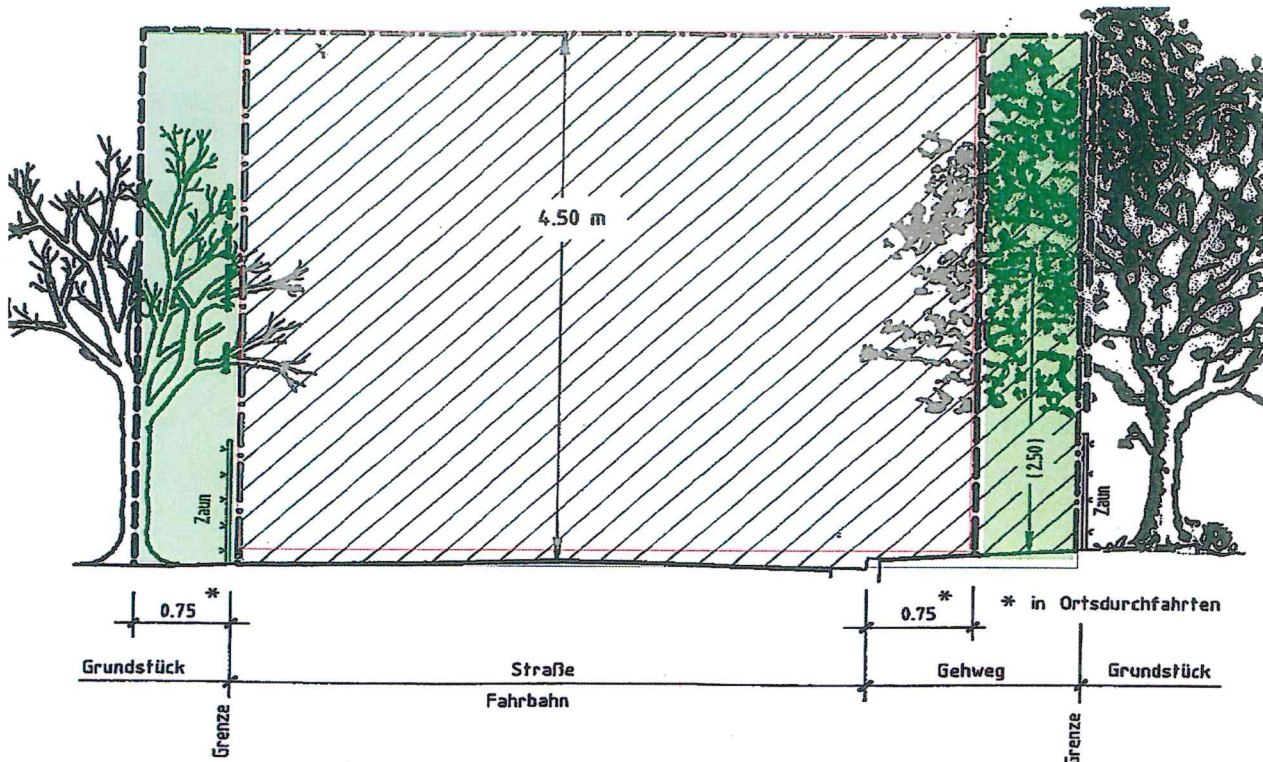 4.50 m
(2.50)
Zaun
Zaun
0.75 *
0.75 *
* in Ortsdurchfahrten
Grundstück
Straße
Gehweg
Grundstück
Fahrbahn
Grenze
Grenze